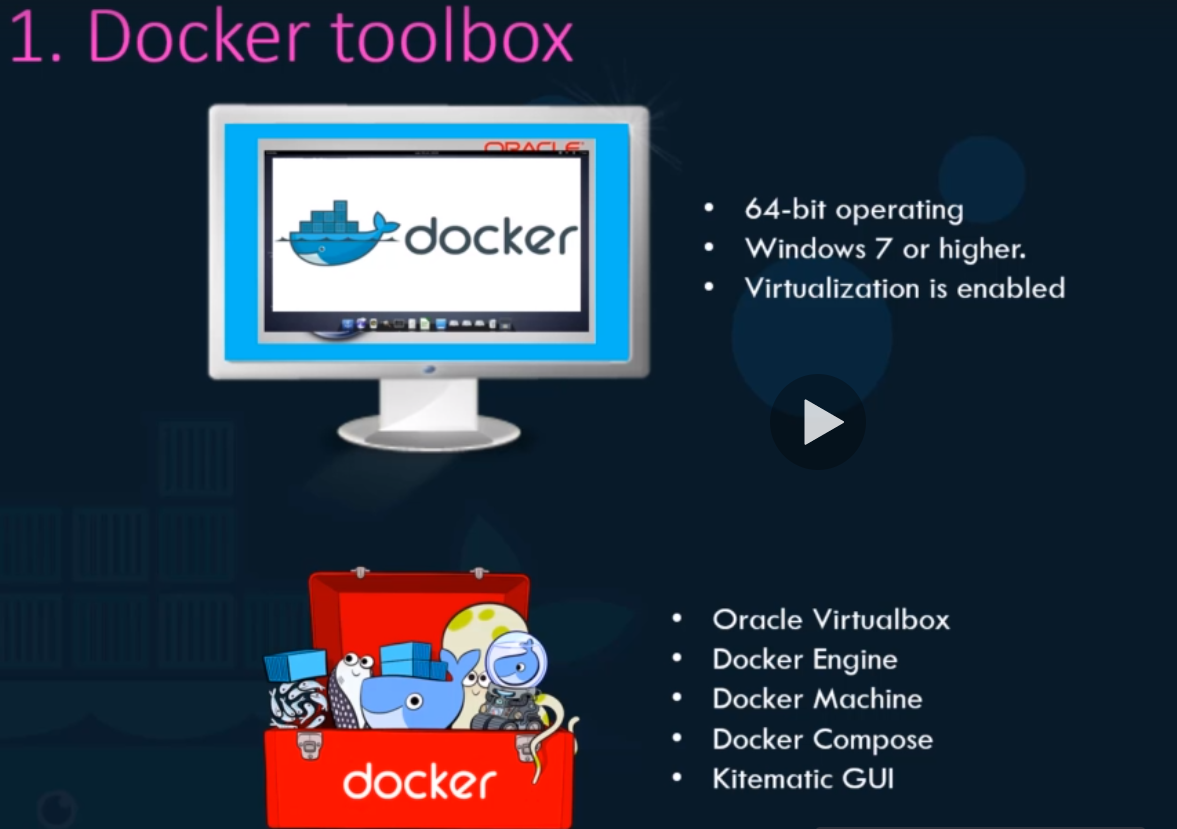 1. Docker toolbox
ORACLE
docker
• 64-bit operating
• Windows 7 or higher.
• Virtualization is enabled
docker
• Oracle Virtualbox
• Docker Engine
• Docker Machine
• Docker Compose
• Kitematic GUI